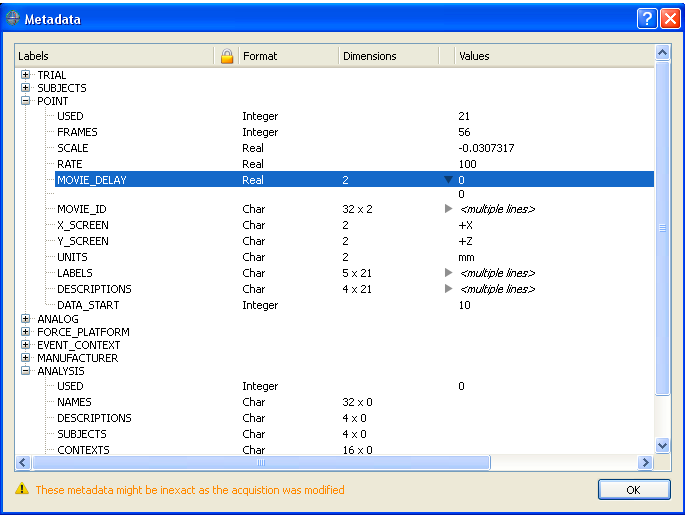 Metadata
Labels Format Dimensions Values
TRIAL
SUBJECTS
POINT
USED Integer 21
FRAMES Integer 56
SCALE Real -0.0307317
RATE Real 100
MOVIE_DELAY Real 2 0
0
MOVIE_ID Char 32 x 2 <multiple lines>
X_SCREEN Char 2 +X
Y_SCREEN Char 2 +Z
UNITS Char 2 mm
LABELS Char 5 x 21 <multiple lines>
DESCRIPTIONS Char 4 x 21 <multiple lines>
DATA_START Integer 10
ANALOG
FORCE_PLATFORM
EVENT_CONTEXT
MANUFACTURER
ANALYSIS
USED Integer 0
NAMES Char 32 x 0
DESCRIPTIONS Char 4 x 0
SUBJECTS Char 4 x 0
CONTEXTS Char 16 x 0
These metadata might be inexact as the acquistion was modified
OK